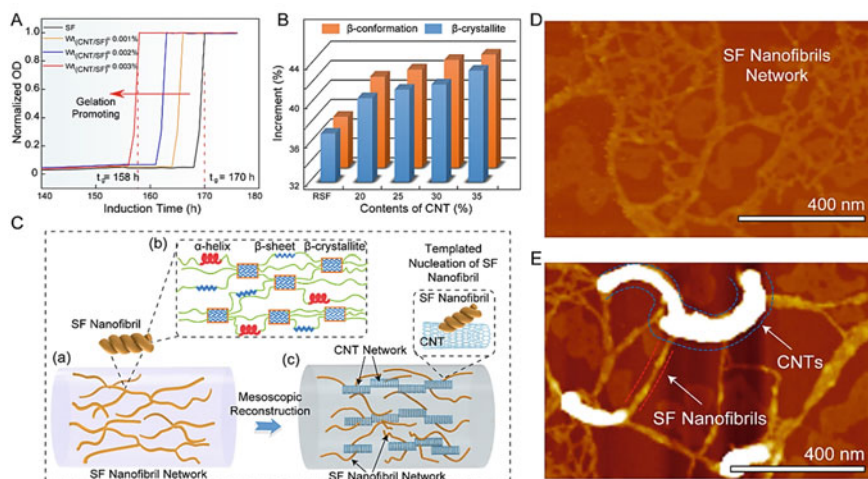 A
Normalized OD
1.0
0.8
0.6
0.4
0.2
0
SF
Wt(CNT/SF)= 0.001%
Wt(CNT/SF)= 0.002%
Wt(CNT/SF)= 0.003%
Gelation
Promoting
tg= 158 h
tg = 170 h
140 150 160 170 180
Induction Time (h)
B
β-conformation
β-crystallite
Increment (%)
44
40
36
32
RSF 20 25 30 35
Contents of CNT (%)
C
(b)
α-helix β-sheet β-crystallite
Templated
Nucleation of SF
Nanofibril
SF Nanofibril
CNT
SF Nanofibril
(a)
Mesoscopic
Reconstruction
(c)
CNT Network
SF Nanofibril Network
SF Nanofibril Network
D
SF Nanofibrils
Network
400 nm
E
CNTs
SF Nanofibrils
400 nm